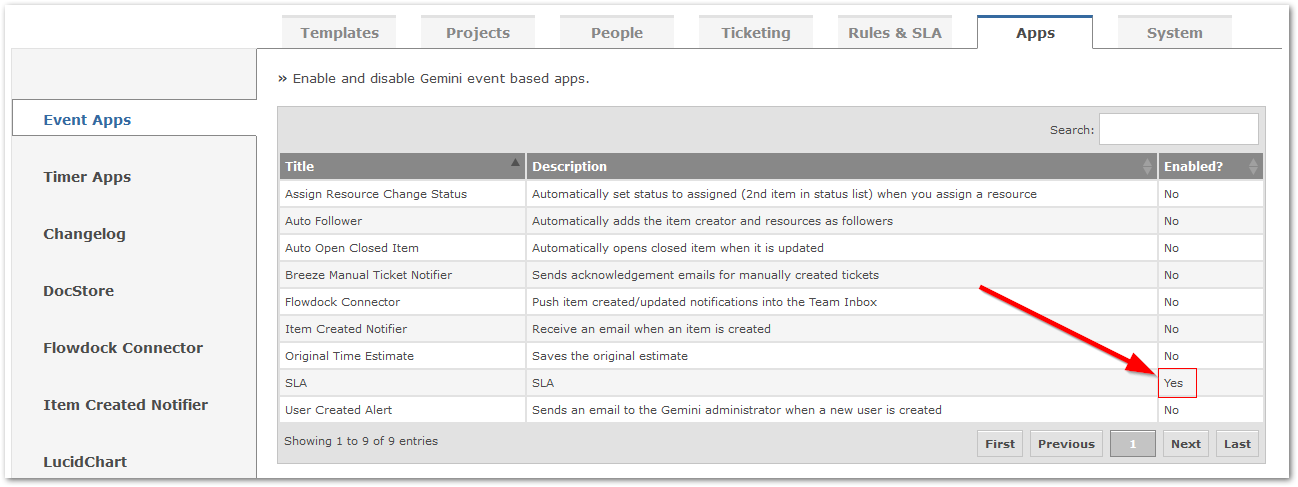 Templates Projects People Ticketing Rules & SLA Apps System
» Enable and disable Gemini event based apps.
Event Apps
Timer Apps
Changelog
DocStore
Flowdock Connector
Item Created Notifier
LucidChart
Search:
Title Description Enabled?
Assign Resource Change Status Automatically set status to assigned (2nd item in status list) when you assign a resource No
Auto Follower Automatically adds the item creator and resources as followers No
Auto Open Closed Item Automatically opens closed item when it is updated No
Breeze Manual Ticket Notifier Sends acknowledgement emails for manually created tickets No
Flowdock Connector Push item created/updated notifications into the Team Inbox No
Item Created Notifier Receive an email when an item is created No
Original Time Estimate Saves the original estimate No
SLA SLA Yes
User Created Alert Sends an email to the Gemini administrator when a new user is created No
Showing 1 to 9 of 9 entries First Previous 1 Next Last